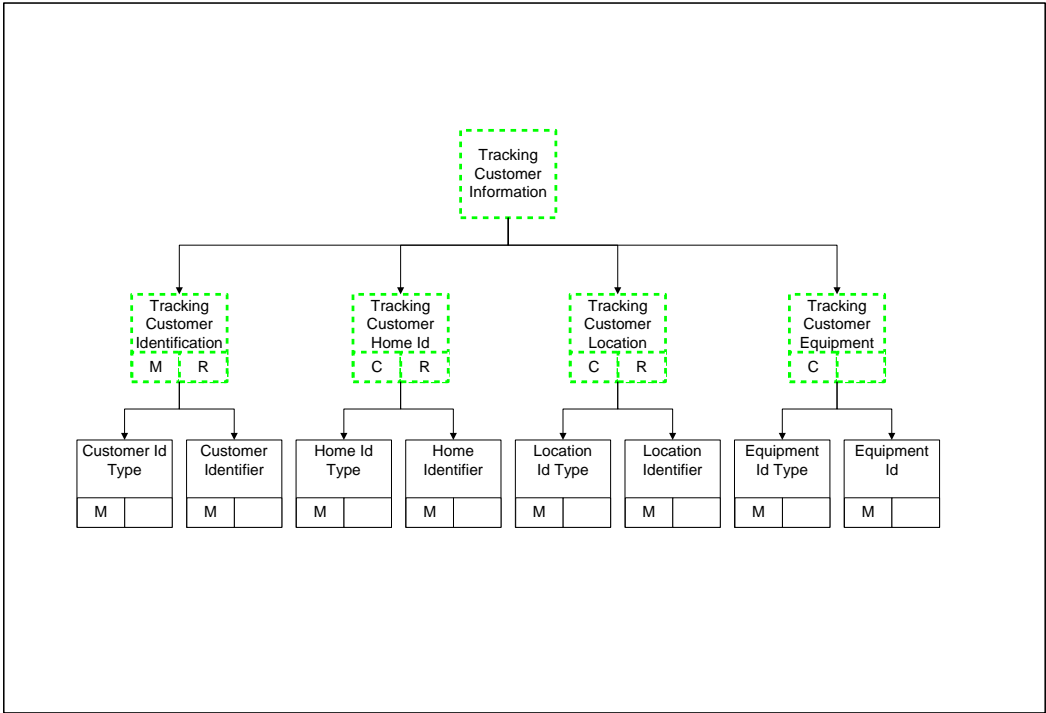 Tracking
Customer
Information
Tracking
Customer
Identification
M R
Tracking
Customer
Home Id
C R
Tracking
Customer
Location
C R
Tracking
Customer
Equipment
C
Customer Id
Type
M
Customer
Identifier
M
Home Id
Type
M
Home
Identifier
M
Location
Id Type
M
Location
Identifier
M
Equipment
Id Type
M
Equipment
Id
M